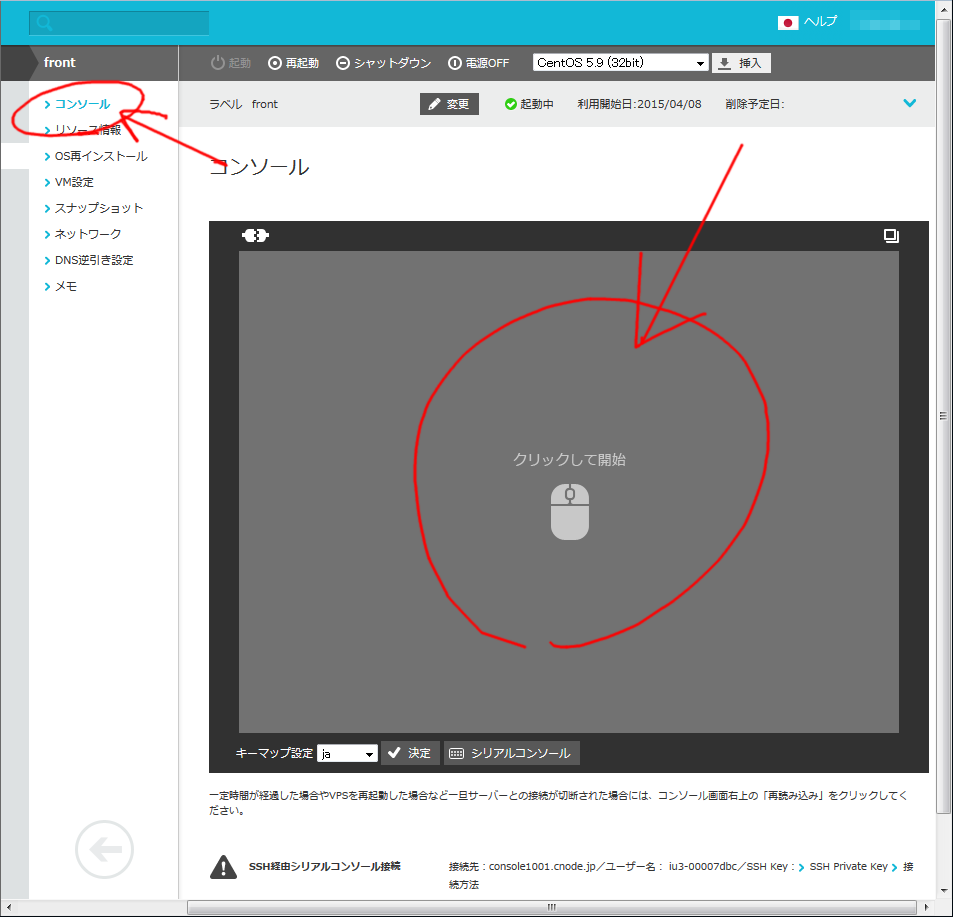 ヘルプ
front
起動 再起動 シャットダウン 電源OFF CentOS 5.9 (32bit) 挿入
ラベル front 変更 起動中 利用開始日:2015/04/08 削除予定日:
コンソール
リソース情報
OS再インストール
VM設定
スナップショット
ネットワーク
DNS逆引き設定
メモ
コンソール
クリックして開始
キーマップ設定 ja 決定 シリアルコンソール
一定時間が経過した場合やVPSを再起動した場合など一旦サーバーとの接続が切断された場合には、コンソール画面右上の「再読み込み」をクリックしてく
ださい。
SSH経由シリアルコンソール接続 接続先：console1001.cnode.jp／ユーザー名： iu3-00007dbc／SSH Key： SSH Private Key 接
続方法